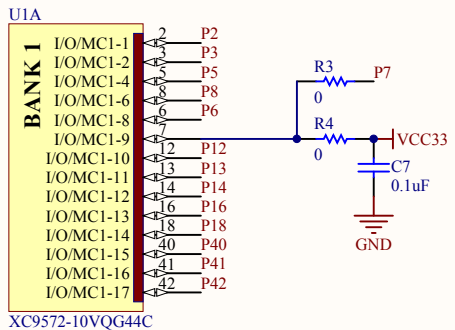 U1A
BANK 1
I/O/MC1-1 2 P2
I/O/MC1-2 3 P3
I/O/MC1-4 5 P5
I/O/MC1-6 8 P8
I/O/MC1-8 6 P6
I/O/MC1-9 7
I/O/MC1-10 12 P12
I/O/MC1-11 13 P13
I/O/MC1-12 14 P14
I/O/MC1-13 16 P16
I/O/MC1-14 18 P18
I/O/MC1-15 40 P40
I/O/MC1-16 41 P41
I/O/MC1-17 42 P42
XC9572-10VQG44C
R3 P7
0
R4 VCC33
0
C7
0.1uF
GND